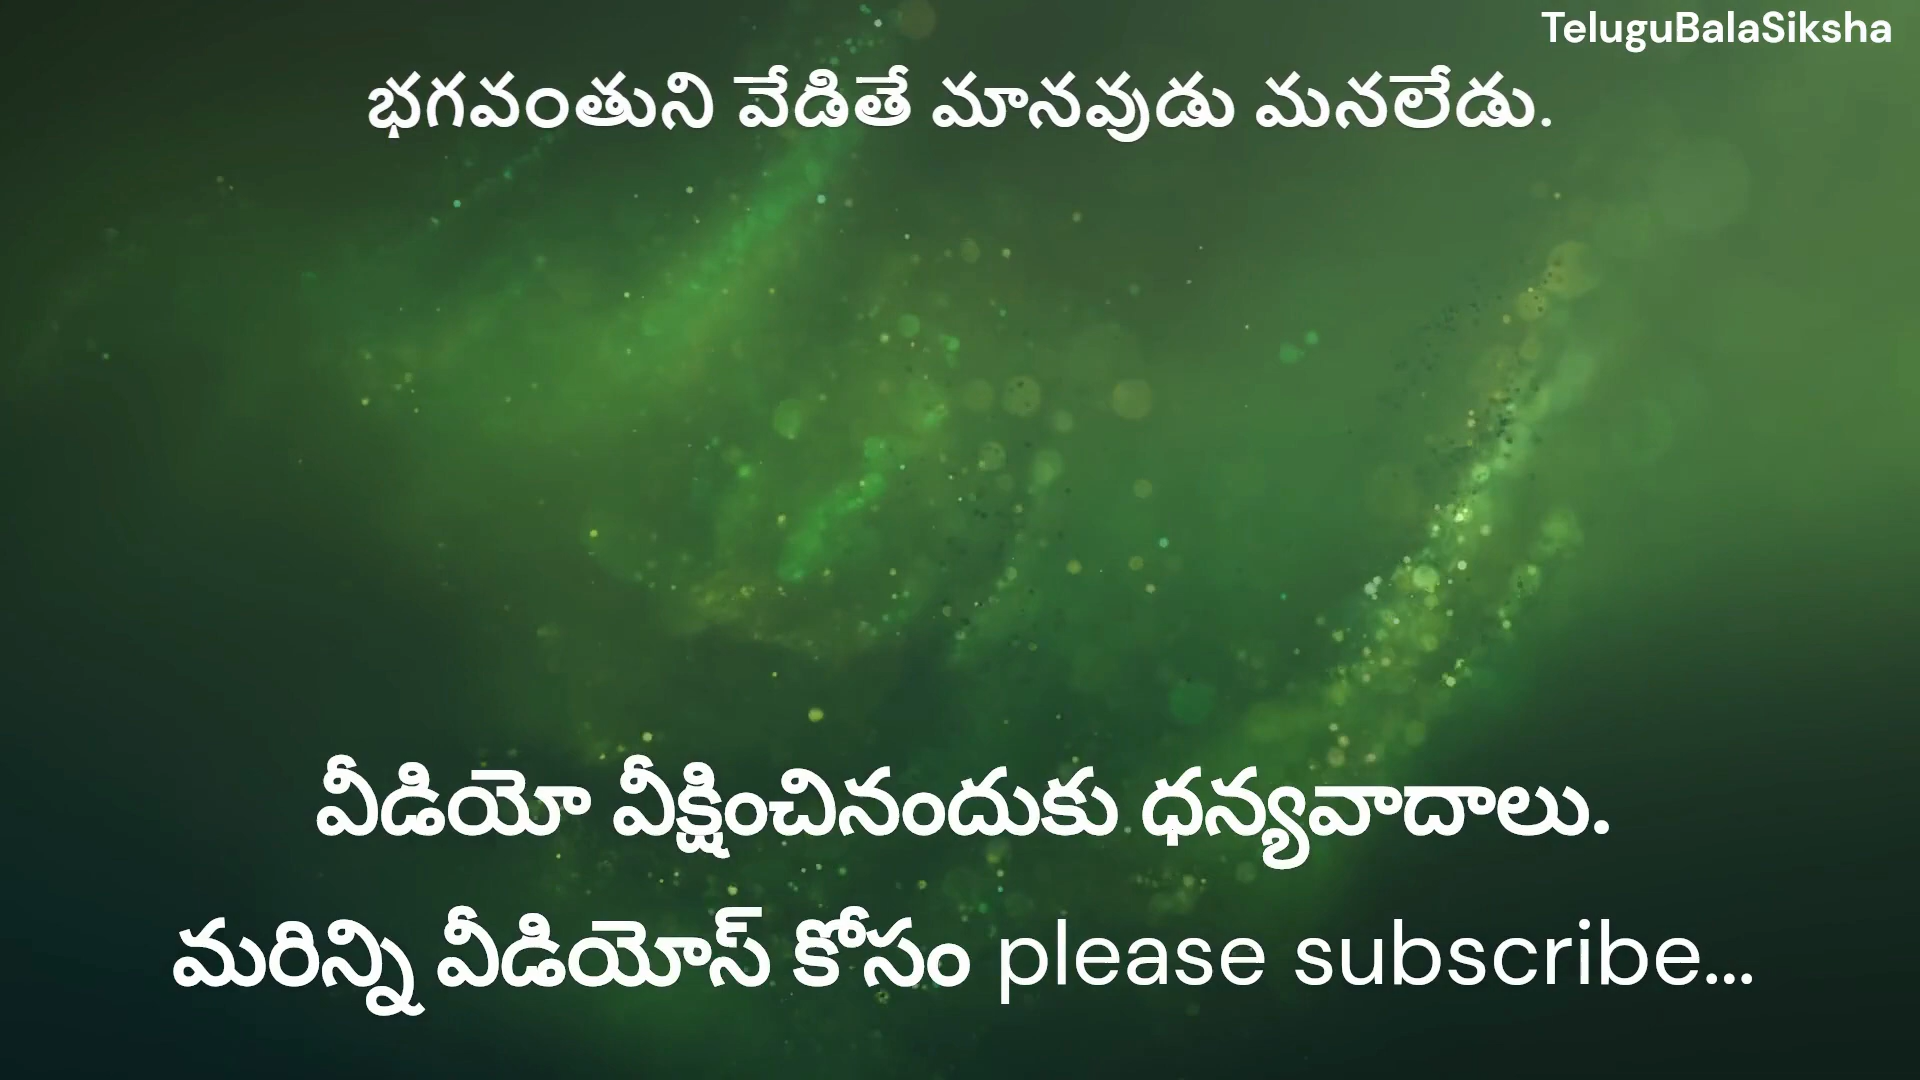 TeluguBalaSiksha
భగవంతుని వేడితే మానవుడు మనలేడు.
వీడియో వీక్షించినందుకు ధన్యవాదాలు.
మరిన్ని వీడియోస్ కోసం please subscribe...